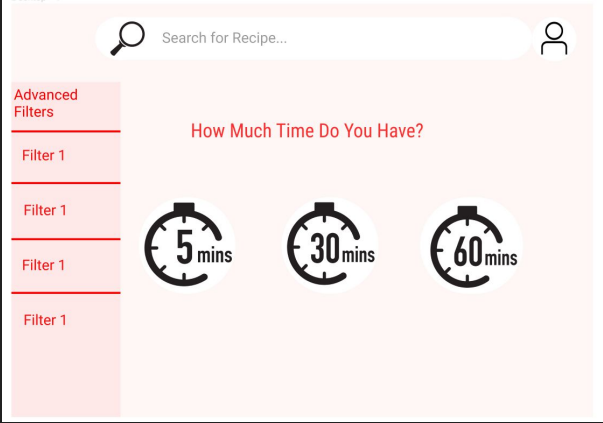 Search for Recipe...
Advanced
Filters
How Much Time Do You Have?
Filter 1
Filter 1
Filter 1
Filter 1
5 mins
30 mins
60 mins